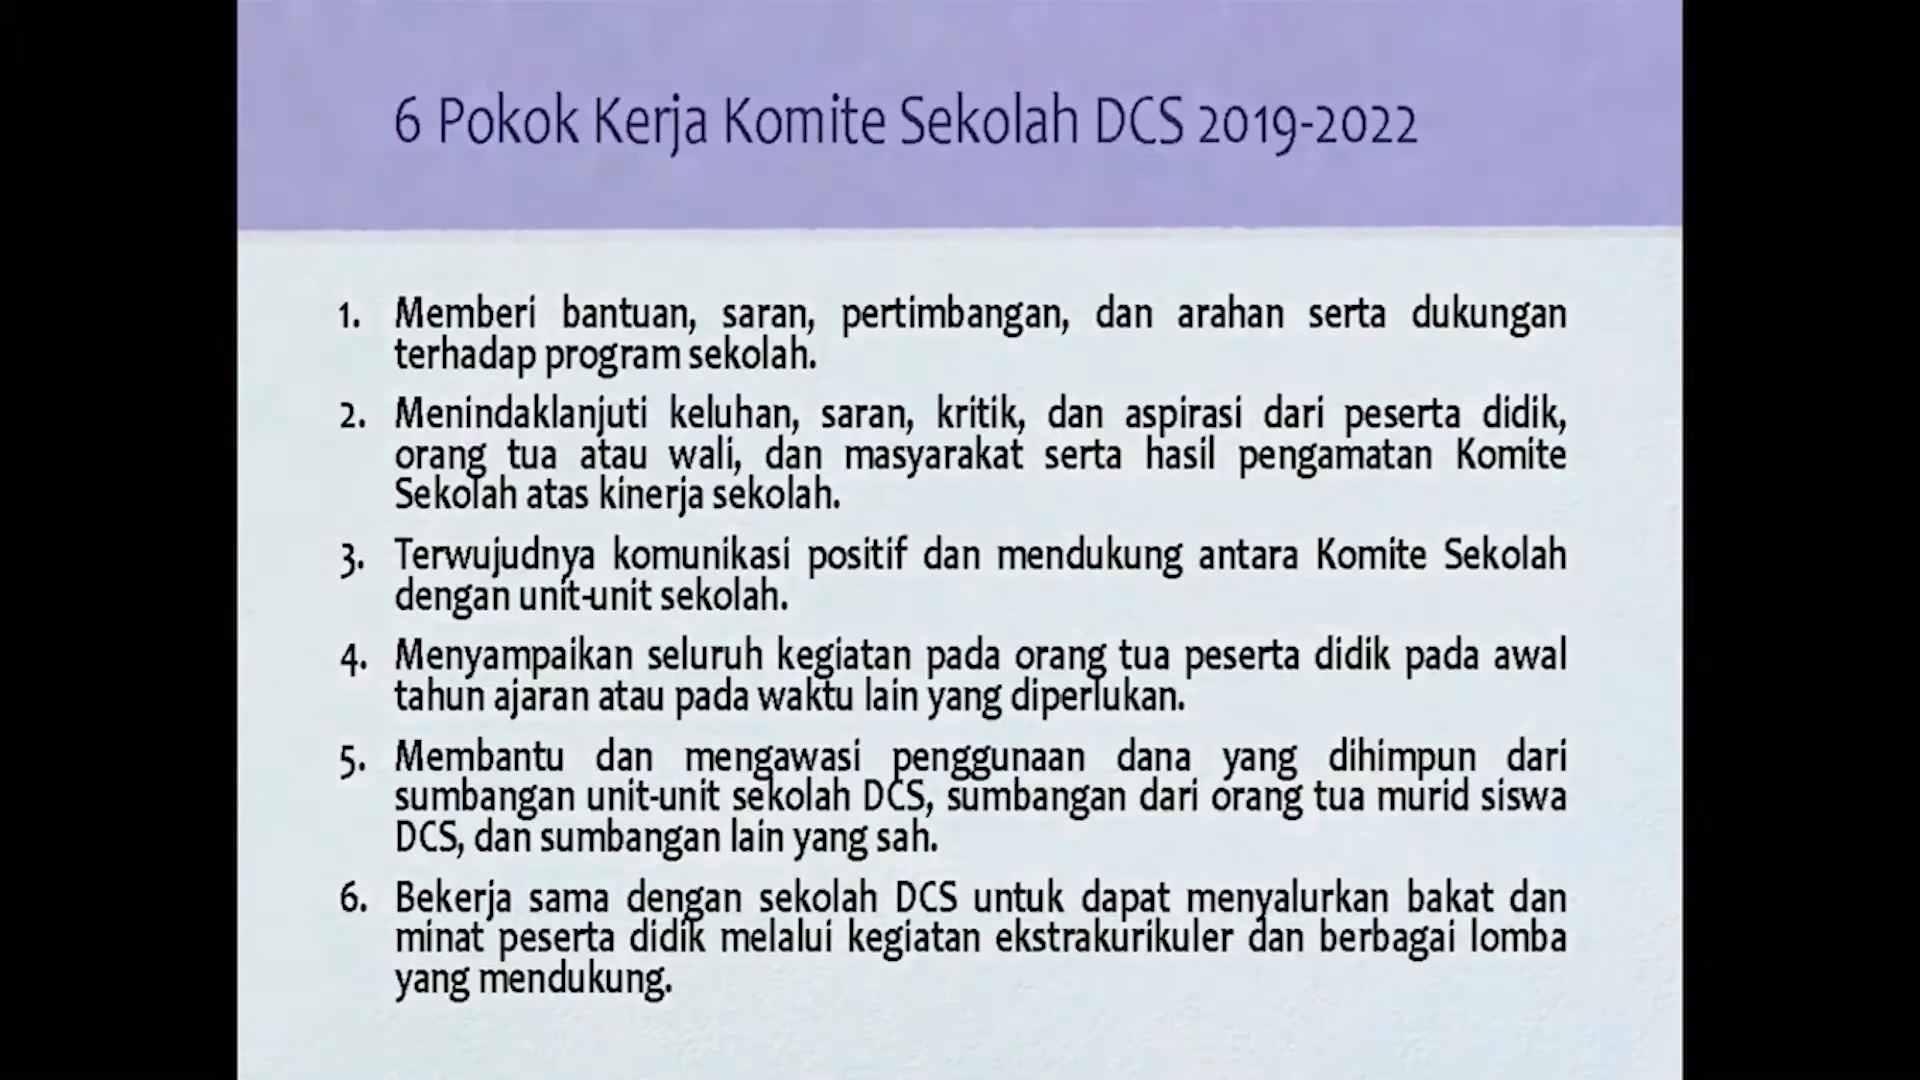 6 Pokok Kerja Komite Sekolah DCS 2019-2022
1. Memberi bantuan, saran, pertimbangan, dan arahan serta dukungan
terhadap program sekolah.
2. Menindaklanjuti keluhan, saran, kritik, dan aspirasi dari peserta didik,
orang tua atau wali, dan masyarakat serta hasil pengamatan Komite
Sekolah atas kinerja sekolah.
3. Terwujudnya komunikasi positif dan mendukung antara Komite Sekolah
dengan unit-unit sekolah.
4. Menyampaikan seluruh kegiatan pada orang tua peserta didik pada awal
tahun ajaran atau pada waktu lain yang diperlukan.
5. Membantu dan mengawasi penggunaan dana yang dihimpun dari
sumbangan unit-unit sekolah DCS, sumbangan dari orang tua murid siswa
DCS, dan sumbangan lain yang sah.
6. Bekerja sama dengan sekolah DCS untuk dapat menyalurkan bakat dan
minat peserta didik melalui kegiatan ekstrakurikuler dan berbagai lomba
yang mendukung.